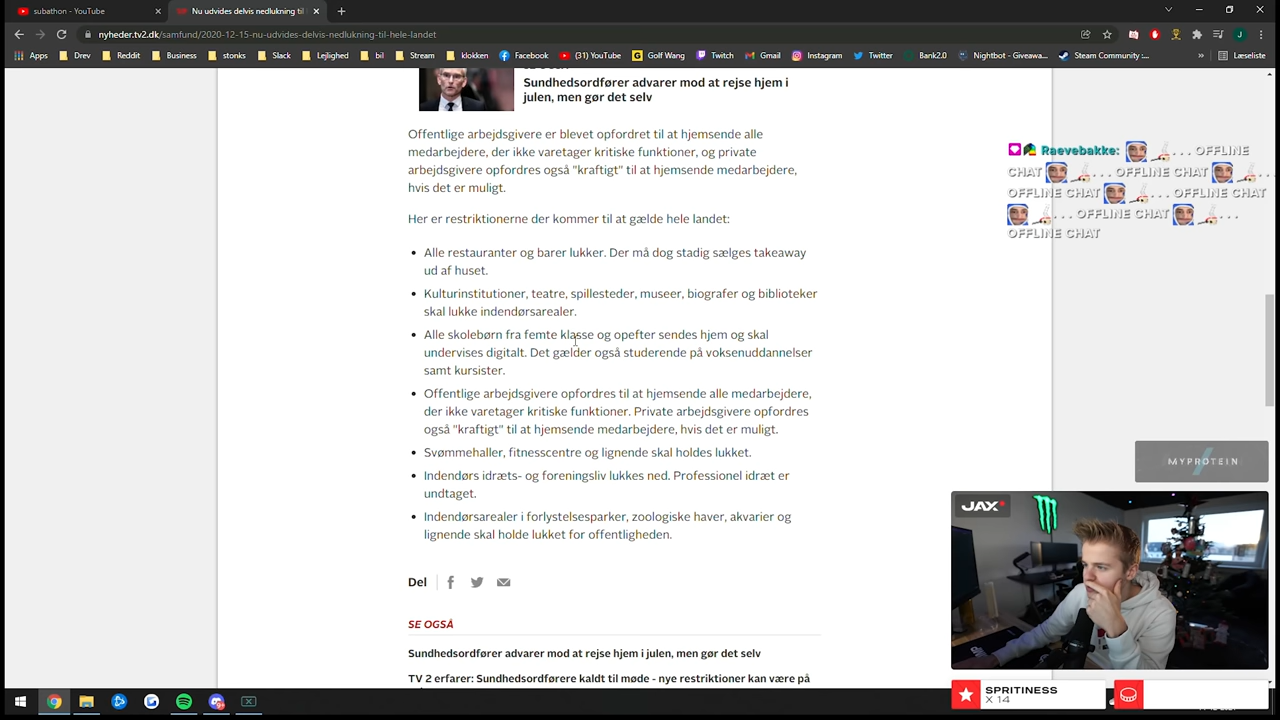 subathon - YouTube
Nu udvides delvis nedlukning til
nyheder.tv2.dk/samfund/2020-12-15-nu-udvides-delvis-nedlukning-til-hele-landet
Apps Drev Reddit Business stonks Slack Lejlighed bil Stream klokken Facebook (31) YouTube Golf Wang Twitch Gmail Instagram Twitter Bank2.0 Nightbot - Giveawa... Steam Community :... » Læseliste
Sundhedsordfører advarer mod at rejse hjem i
julen, men gør det selv
Offentlige arbejdsgivere er blevet opfordret til at hjemsende alle
medarbejdere, der ikke varetager kritiske funktioner, og private
arbejdsgivere opfordres også "kraftigt" til at hjemsende medarbejdere,
hvis det er muligt.
Her er restriktionerne der kommer til at gælde hele landet:
Alle restauranter og barer lukker. Der må dog stadig sælges takeaway
ud af huset.
Kulturinstitutioner, teatre, spillesteder, museer, biografer og biblioteker
skal lukke indendørsarealer.
Alle skolebørn fra femte klasse og opefter sendes hjem og skal
undervises digitalt. Det gælder også studerende på voksenuddannelser
samt kursister.
Offentlige arbejdsgivere opfordres til at hjemsende alle medarbejdere,
der ikke varetager kritiske funktioner. Private arbejdsgivere opfordres
også "kraftigt" til at hjemsende medarbejdere, hvis det er muligt.
Svømmehaller, fitnesscentre og lignende skal holdes lukket.
Indendørs idræts- og foreningsliv lukkes ned. Professionel idræt er
undtaget.
Indendørsarealer i forlystelsesparker, zoologiske haver, akvarier og
lignende skal holde lukket for offentligheden.
Del
SE OGSÅ
Sundhedsordfører advarer mod at rejse hjem i julen, men gør det selv
TV 2 erfarer: Sundhedsordførere kaldt til møde - nye restriktioner kan være på
Raevebakke: ... OFFLINE
CHAT ... OFFLINE CHAT ...
OFFLINE CHAT ... OFFLINE CHAT
... OFFLINE CHAT ...
OFFLINE CHAT
MYPROTEIN
JAX
SPRITINESS
X 14